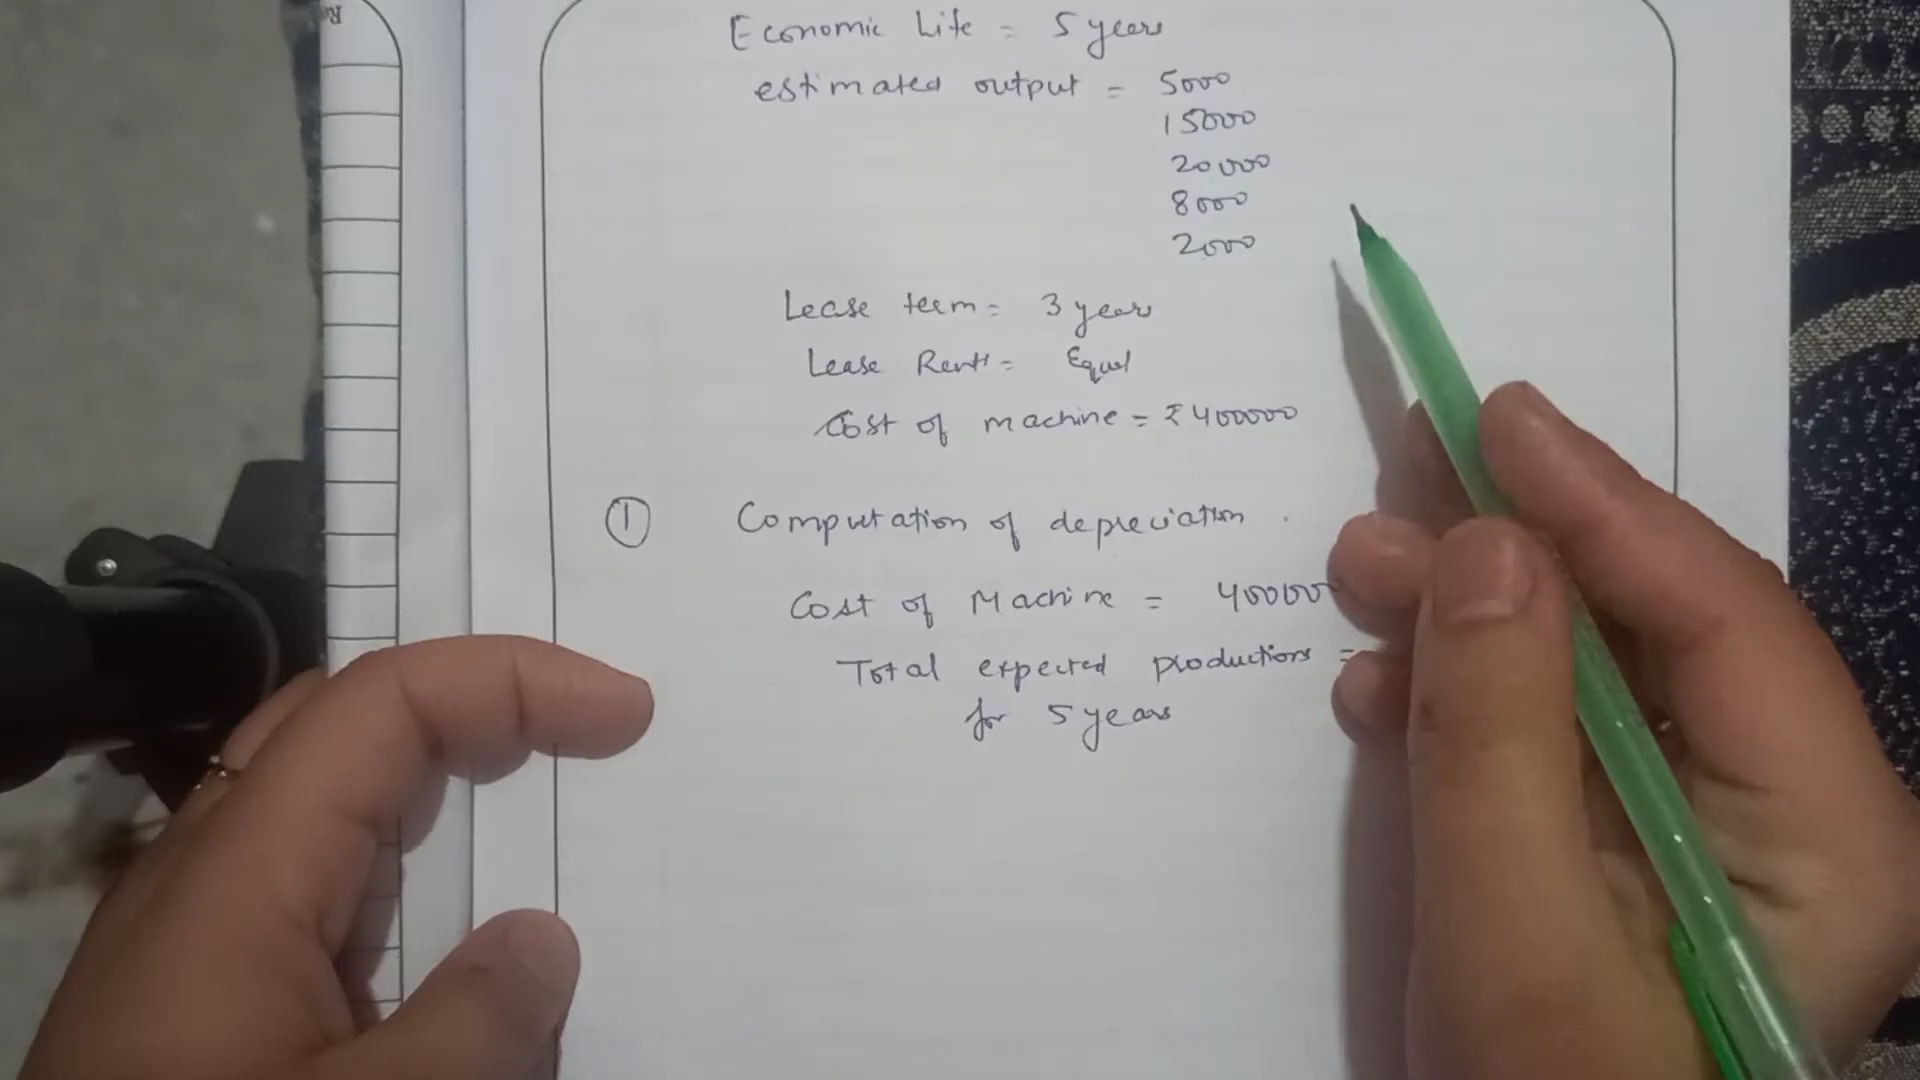 Economic Life = 5 years
estimated output = 5000
15000
20000
8000
2000
Lease term = 3 years
Lease Rent = Equal
Cost of machine = ₹400000
① Computation of depreciation
Cost of Machine = 400000
Total expected productions =
for 5 years